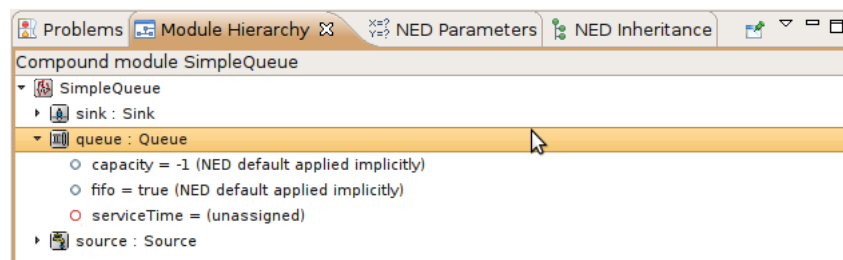 Problems Module Hierarchy X=? Y=? NED Parameters NED Inheritance
Compound module SimpleQueue
SimpleQueue
sink : Sink
queue : Queue
capacity = -1 (NED default applied implicitly)
fifo = true (NED default applied implicitly)
serviceTime = (unassigned)
source : Source